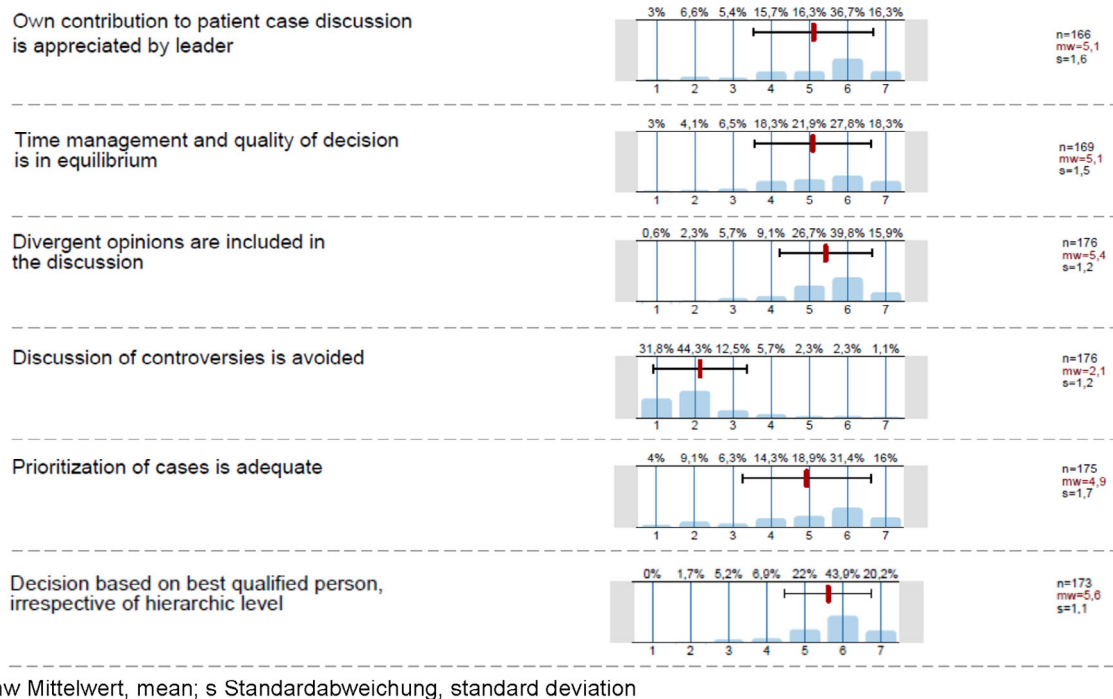 Own contribution to patient case discussion
is appreciated by leader
3% 6,6% 5,4% 15,7% 16,3% 36,7% 16,3%
1 2 3 4 5 6 7
n=166
mw=5,1
s=1,6
Time management and quality of decision
is in equilibrium
3% 4,1% 6,5% 18,3% 21,9% 27,8% 18,3%
1 2 3 4 5 6 7
n=169
mw=5,1
s=1,5
Divergent opinions are included in
the discussion
0,6% 2,3% 5,7% 9,1% 26,7% 39,8% 15,9%
1 2 3 4 5 6 7
n=176
mw=5,4
s=1,2
Discussion of controversies is avoided
31,8% 44,3% 12,5% 5,7% 2,3% 2,3% 1,1%
1 2 3 4 5 6 7
n=176
mw=2,1
s=1,2
Prioritization of cases is adequate
4% 9,1% 6,3% 14,3% 18,9% 31,4% 16%
1 2 3 4 5 6 7
n=175
mw=4,9
s=1,7
Decision based on best qualified person,
irrespective of hierarchic level
0% 1,7% 5,2% 6,9% 22% 43,9% 20,2%
1 2 3 4 5 6 7
n=173
mw=5,6
s=1,1
Mittelwert, mean; s Standardabweichung, standard deviation